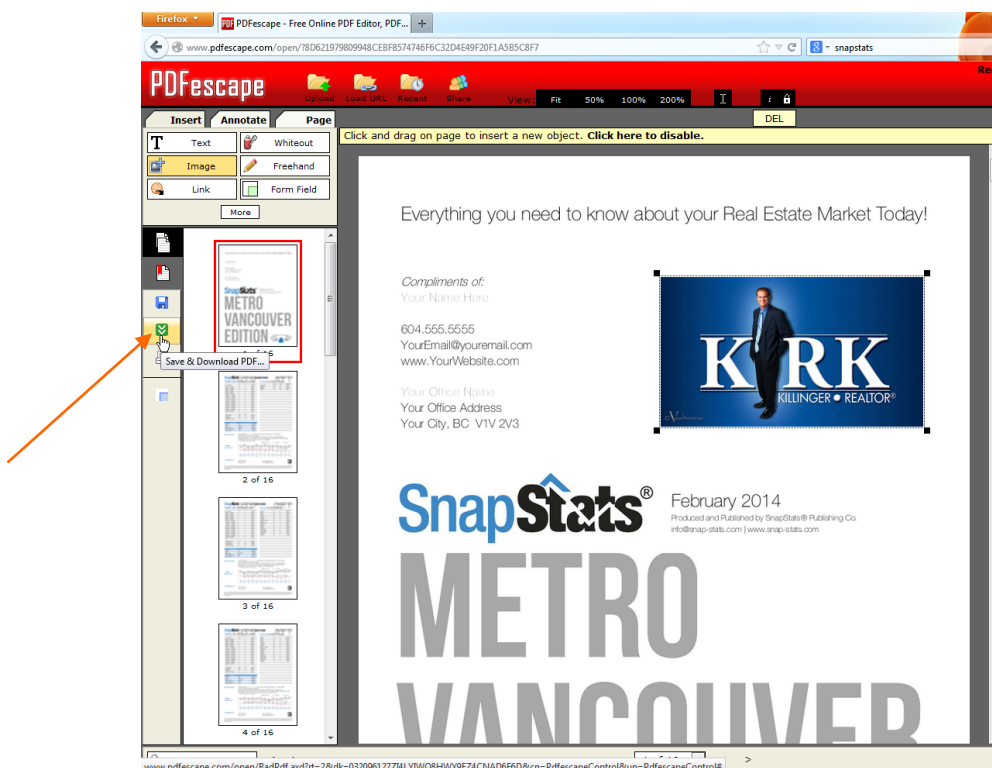 Firefox
PDF PDFescape - Free Online PDF Editor, PDF... +
www.pdfescape.com/open/?8D621979809948CEBF8574746F6C32D4E49F20F1A5B5C8F7
snapstats
PDFescape
Upload Load URL Recent Share View: Fit 50% 100% 200%
Insert Annotate Page
DEL
Click and drag on page to insert a new object. Click here to disable.
Text Whiteout
Image Freehand
Link Form Field
More
Everything you need to know about your Real Estate Market Today!
Compliments of:
Your Name Here
604.555.5555
YourEmail@youremail.com
www.YourWebsite.com
Your Office Name
Your Office Address
Your City, BC V1V 2V3
KIRK
KILLINGER • REALTOR®
SnapStats®
February 2014
Produced and Published by SnapStats® Publishing Co.
info@snap-stats.com | www.snap-stats.com
METRO
VANCOUVER
SnapStats
METRO
VANCOUVER
EDITION
Save & Download PDF...
2 of 16
3 of 16
4 of 16